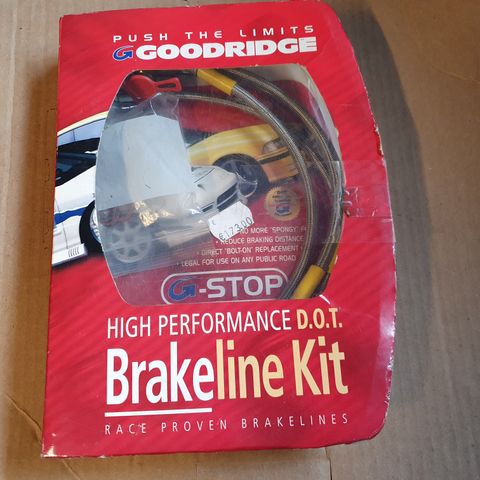 PUSH THE LIMITS
G GOODRIDGE
MORE 'SPONGY'
• REDUCE BRAKING DISTANCE
• DIRECT 'BOLT-ON' REPLACEMENT
• LEGAL FOR USE ON ANY PUBLIC ROAD
G-STOP
HIGH PERFORMANCE D.O.T.
Brakeline Kit
RACE PROVEN BRAKELINES